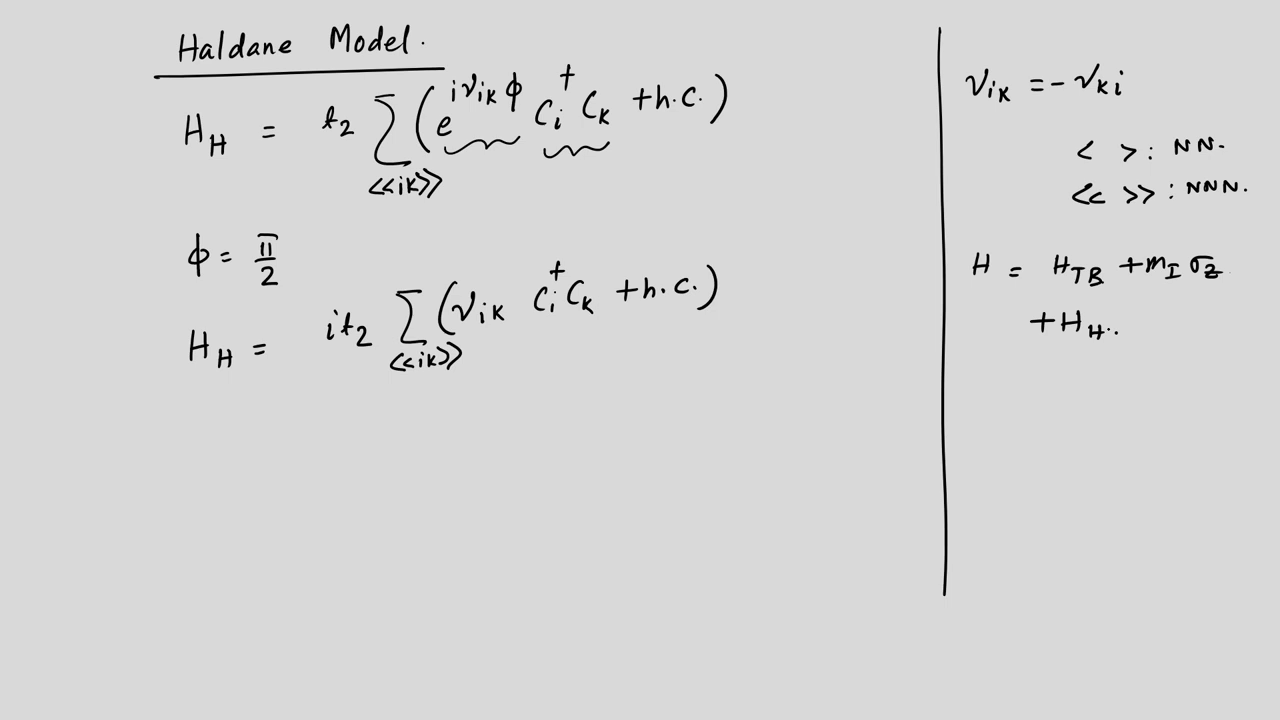 Haldane Model.
H_H = t_2 ∑_{<<ik>>} ( e^{iν_{ik}ϕ} C_i^† C_k + h.c. )
ϕ = π/2
H_H = it_2 ∑_{<<ik>>} ( ν_{ik} C_i^† C_k + h.c. )
ν_{ik} = - ν_{ki}
< > : NN.
<< >> : NNN.
H = H_{TB} + m_I σ_z
+ H_H..